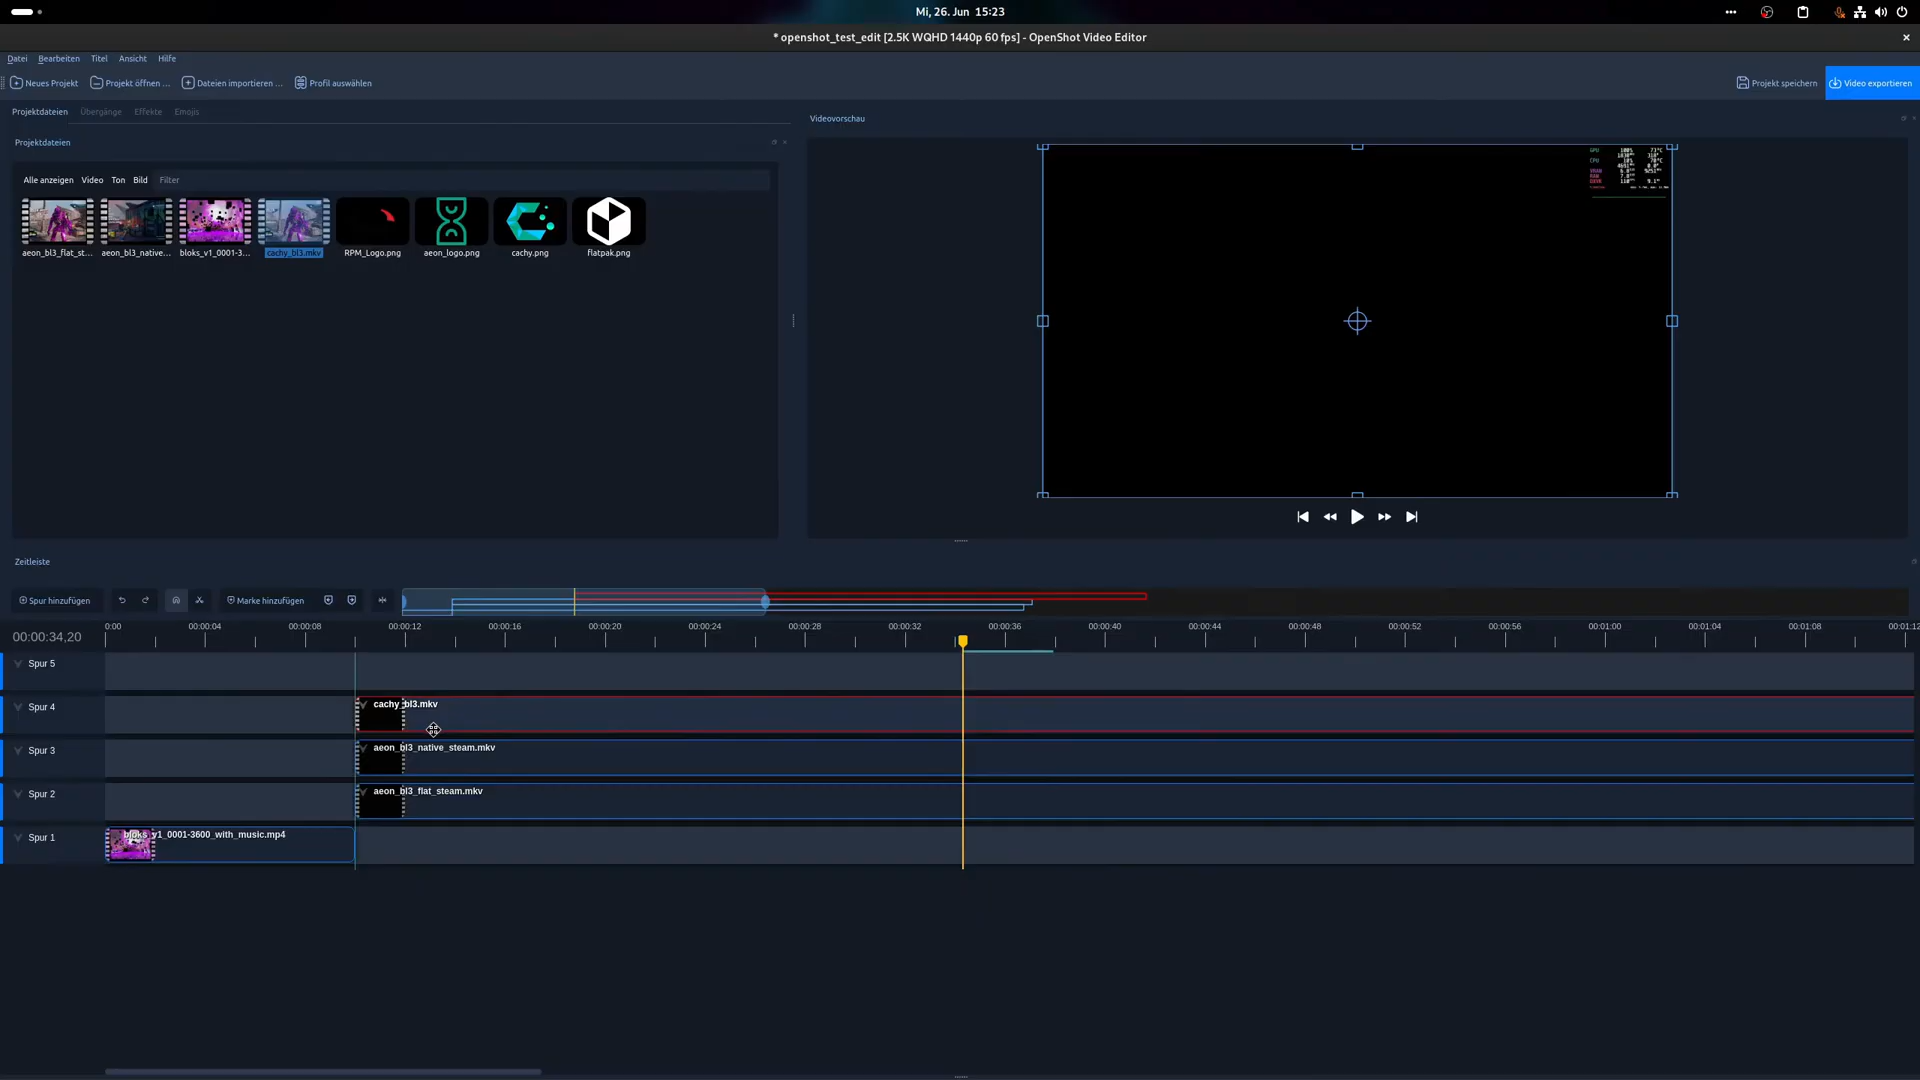 Mi, 26. Jun 15:23
* openshot_test_edit [2.5K WQHD 1440p 60 fps] - OpenShot Video Editor
Datei Bearbeiten Titel Ansicht Hilfe
Neues Projekt Projekt öffnen ... Dateien importieren ... Profil auswählen Projekt speichern Video exportieren
Projektdateien Übergänge Effekte Emojis
Videovorschau
Projektdateien
Alle anzeigen Video Ton Bild Filter
aeon_bl3_flat_st... aeon_bl3_native... bloks_v1_0001-3... cachy_bl3.mkv RPM_Logo.png aeon_logo.png cachy.png flatpak.png
GPU 100% 73°C
CPU
VRAM
RAM
Zeitleiste
Spur hinzufügen Marke hinzufügen
00:00:34,20
0:00 00:00:04 00:00:08 00:00:12 00:00:16 00:00:20 00:00:24 00:00:28 00:00:32 00:00:36 00:00:40 00:00:44 00:00:48 00:00:52 00:00:56 00:01:00 00:01:04 00:01:08 00:01:12
Spur 5
Spur 4 cachy_bl3.mkv
Spur 3 aeon_bl3_native_steam.mkv
Spur 2 aeon_bl3_flat_steam.mkv
Spur 1 bloks_v1_0001-3600_with_music.mp4